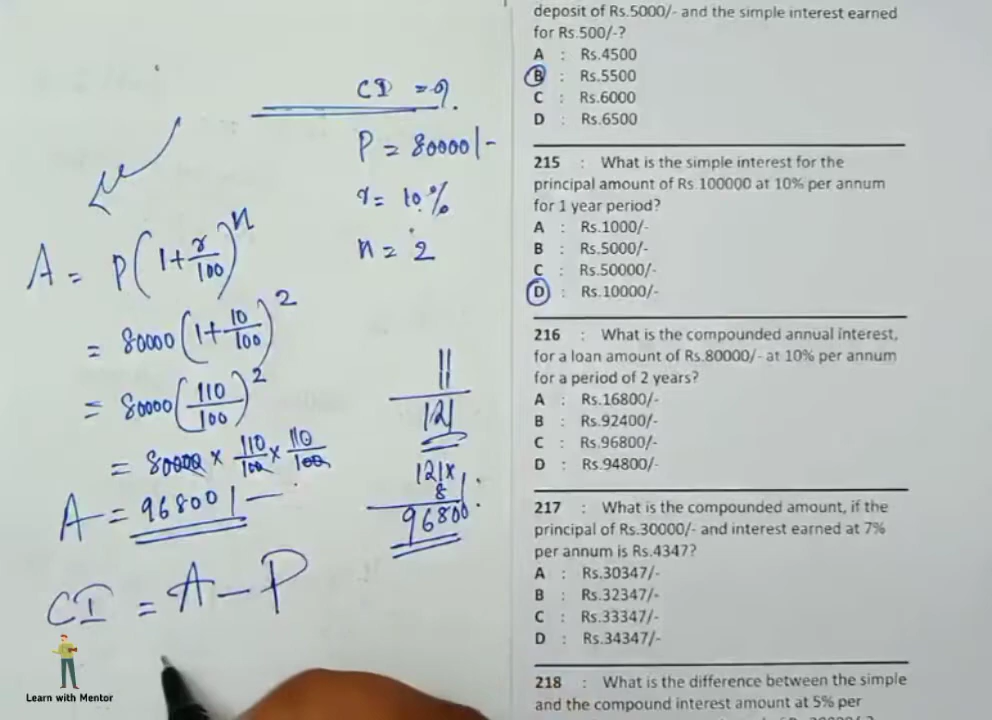 CI = ?
P = 80000/-
r = 10%
n = 2
A = P(1+r/100)^n
= 80000(1+10/100)^2
= 80000(110/100)^2
= 80000 × 110/100 × 110/100
A = 96800/-
CI = A - P
11
121
121×
8
96800
Learn with Mentor
deposit of Rs.5000/- and the simple interest earned
for Rs.500/-?
A : Rs.4500
B : Rs.5500
C : Rs.6000
D : Rs.6500
215 : What is the simple interest for the
principal amount of Rs.100000 at 10% per annum
for 1 year period?
A : Rs.1000/-
B : Rs.5000/-
C : Rs.50000/-
D : Rs.10000/-
216 : What is the compounded annual interest,
for a loan amount of Rs.80000/- at 10% per annum
for a period of 2 years?
A : Rs.16800/-
B : Rs.92400/-
C : Rs.96800/-
D : Rs.94800/-
217 : What is the compounded amount, if the
principal of Rs.30000/- and interest earned at 7%
per annum is Rs.4347?
A : Rs.30347/-
B : Rs.32347/-
C : Rs.33347/-
D : Rs.34347/-
218 : What is the difference between the simple
and the compound interest amount at 5% per